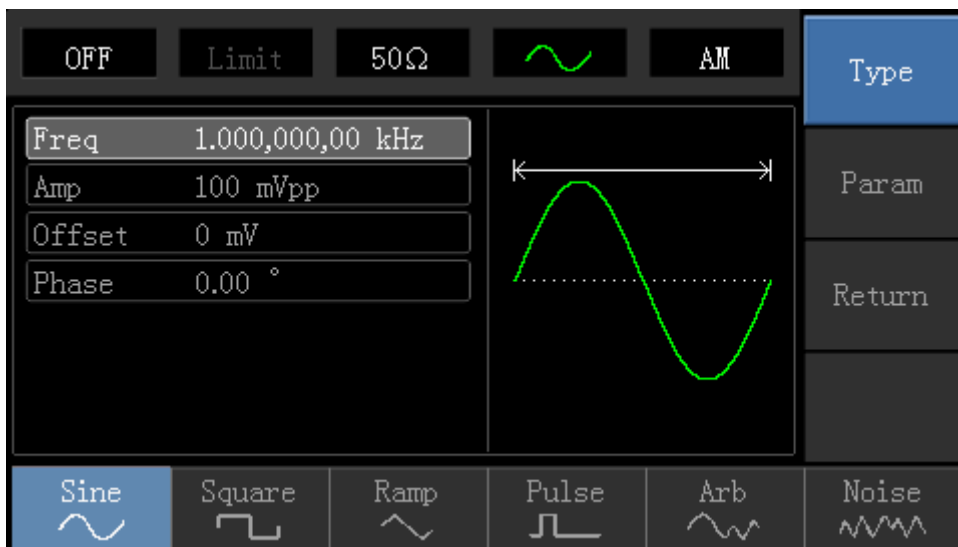 OFF Limit 50Ω AM
Type
Freq 1.000,000,00 kHz
Amp 100 mVpp
Offset 0 mV
Phase 0.00 °
Param
Return
Sine Square Ramp Pulse Arb Noise